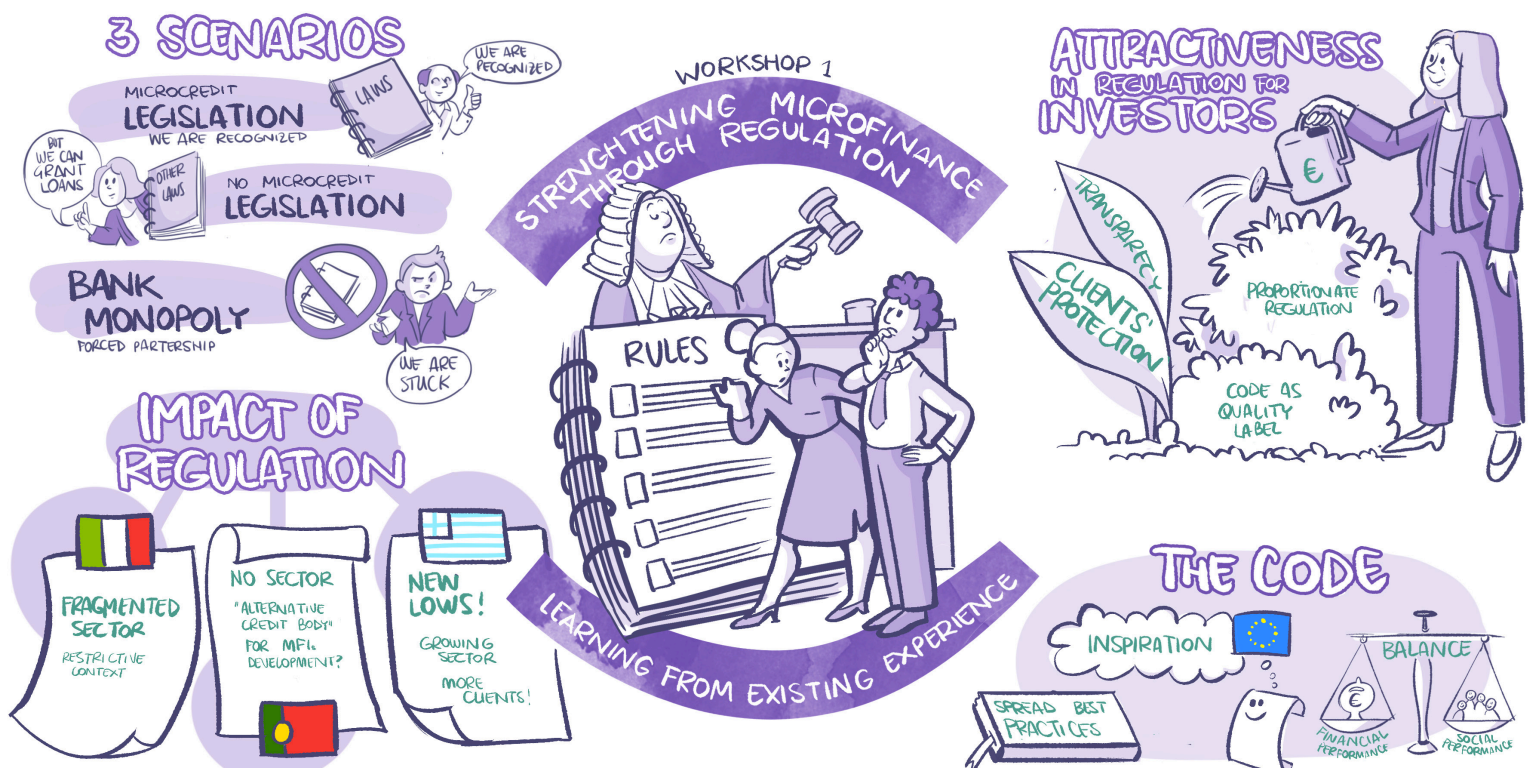 3 SCENARIOS
MICROCREDIT
LEGISLATION
WE ARE RECOGNIZED
LAWS
WE ARE
RECOGNIZED
BUT
WE CAN
GRANT
LOANS
OTHER
LAWS
NO MICROCREDIT
LEGISLATION
BANK
MONOPOLY
FORCED PARTERSHIP
WE ARE
STUCK
IMPACT OF
REGULATION
FRAGMENTED
SECTOR
RESTRICTIVE
CONTEXT
NO SECTOR
"ALTERNATIVE
CREDIT BODY"
FOR MFIs
DEVELOPMENT?
NEW
LOWS!
GROWING
SECTOR
MORE
CLIENTS!
WORKSHOP 1
STRENGHTENING MICROFINANCE
THROUGH REGULATION
RULES
LEARNING FROM EXISTING EXPERIENCE
ATTRACTIVENESS
IN REGULATION FOR
INVESTORS
€
TRANSPARECY
CLIENTS'
PROTECTION
PROPORTIONATE
REGULATION
CODE AS
QUALITY
LABEL
THE CODE
INSPIRATION
SPREAD BEST
PRACTICES
BALANCE
€
FINANCIAL
PERFORMANCE
SOCIAL
PERFORMANCE